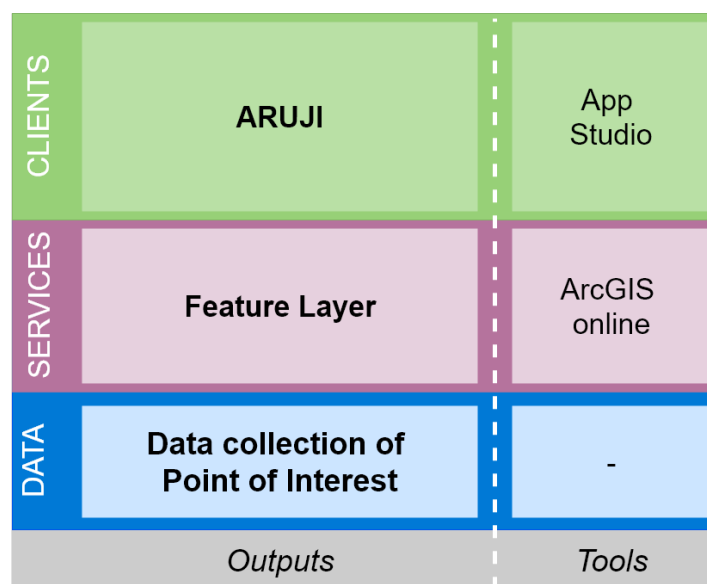 CLIENTS
ARUJI
App
Studio
SERVICES
Feature Layer
ArcGIS
online
DATA
Data collection of
Point of Interest
-
Outputs
Tools